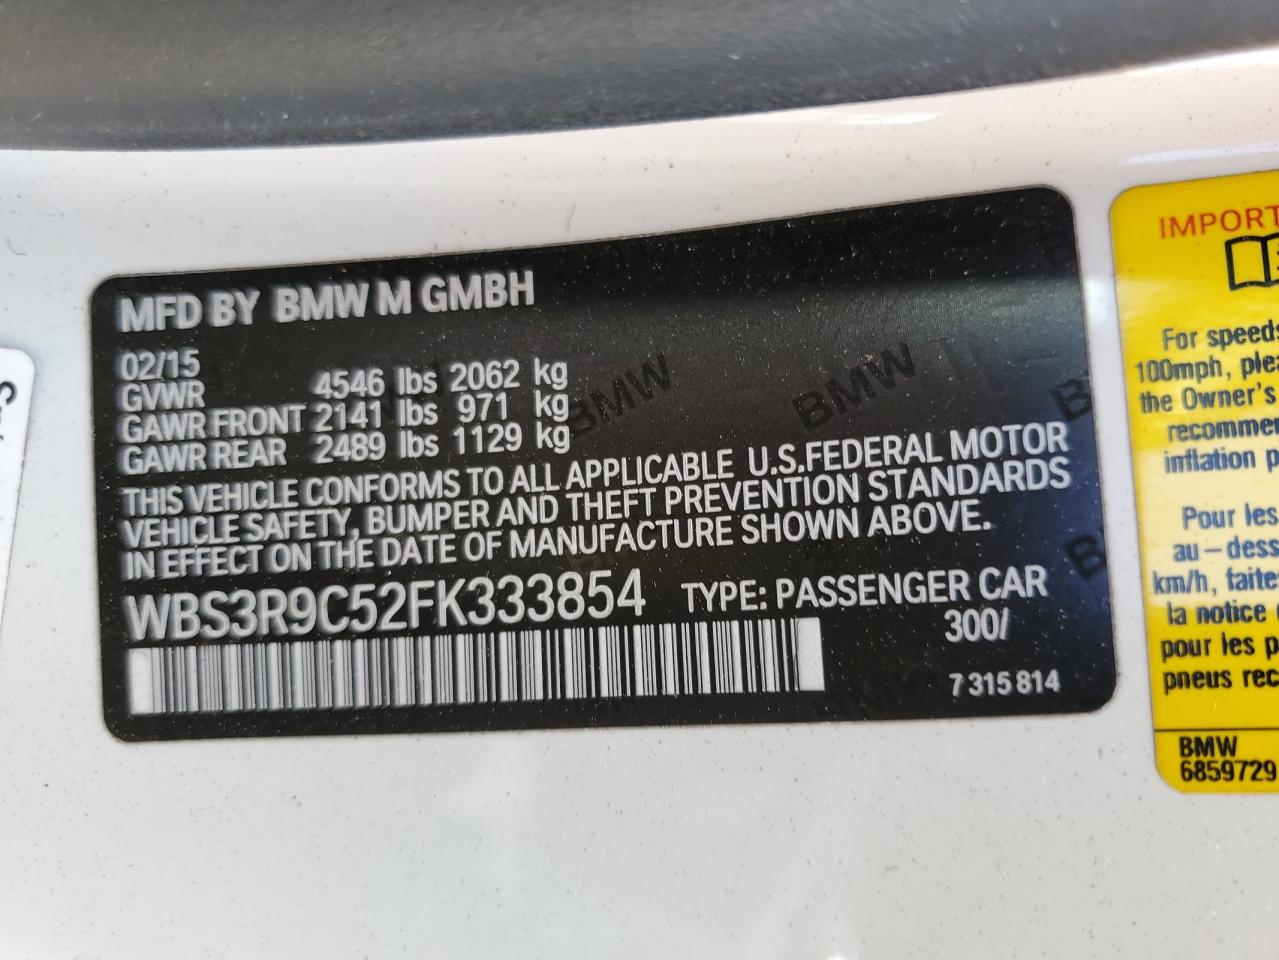 MFD BY BMW M GMBH
02/15
GVWR 4546 lbs 2062 kg
GAWR FRONT 2141 lbs 971 kg
GAWR REAR 2489 lbs 1129 kg
THIS VEHICLE CONFORMS TO ALL APPLICABLE U.S.FEDERAL MOTOR
VEHICLE SAFETY, BUMPER AND THEFT PREVENTION STANDARDS
IN EFFECT ON THE DATE OF MANUFACTURE SHOWN ABOVE.
WBS3R9C52FK333854 TYPE: PASSENGER CAR
300/
7 315 814
BMW
BMW
IMPORT
For speeds
100mph, plea
the Owner's
recommen
inflation p
Pour les
au-dess
km/h, faite
la notice
pour les p
pneus rec
BMW
6859729